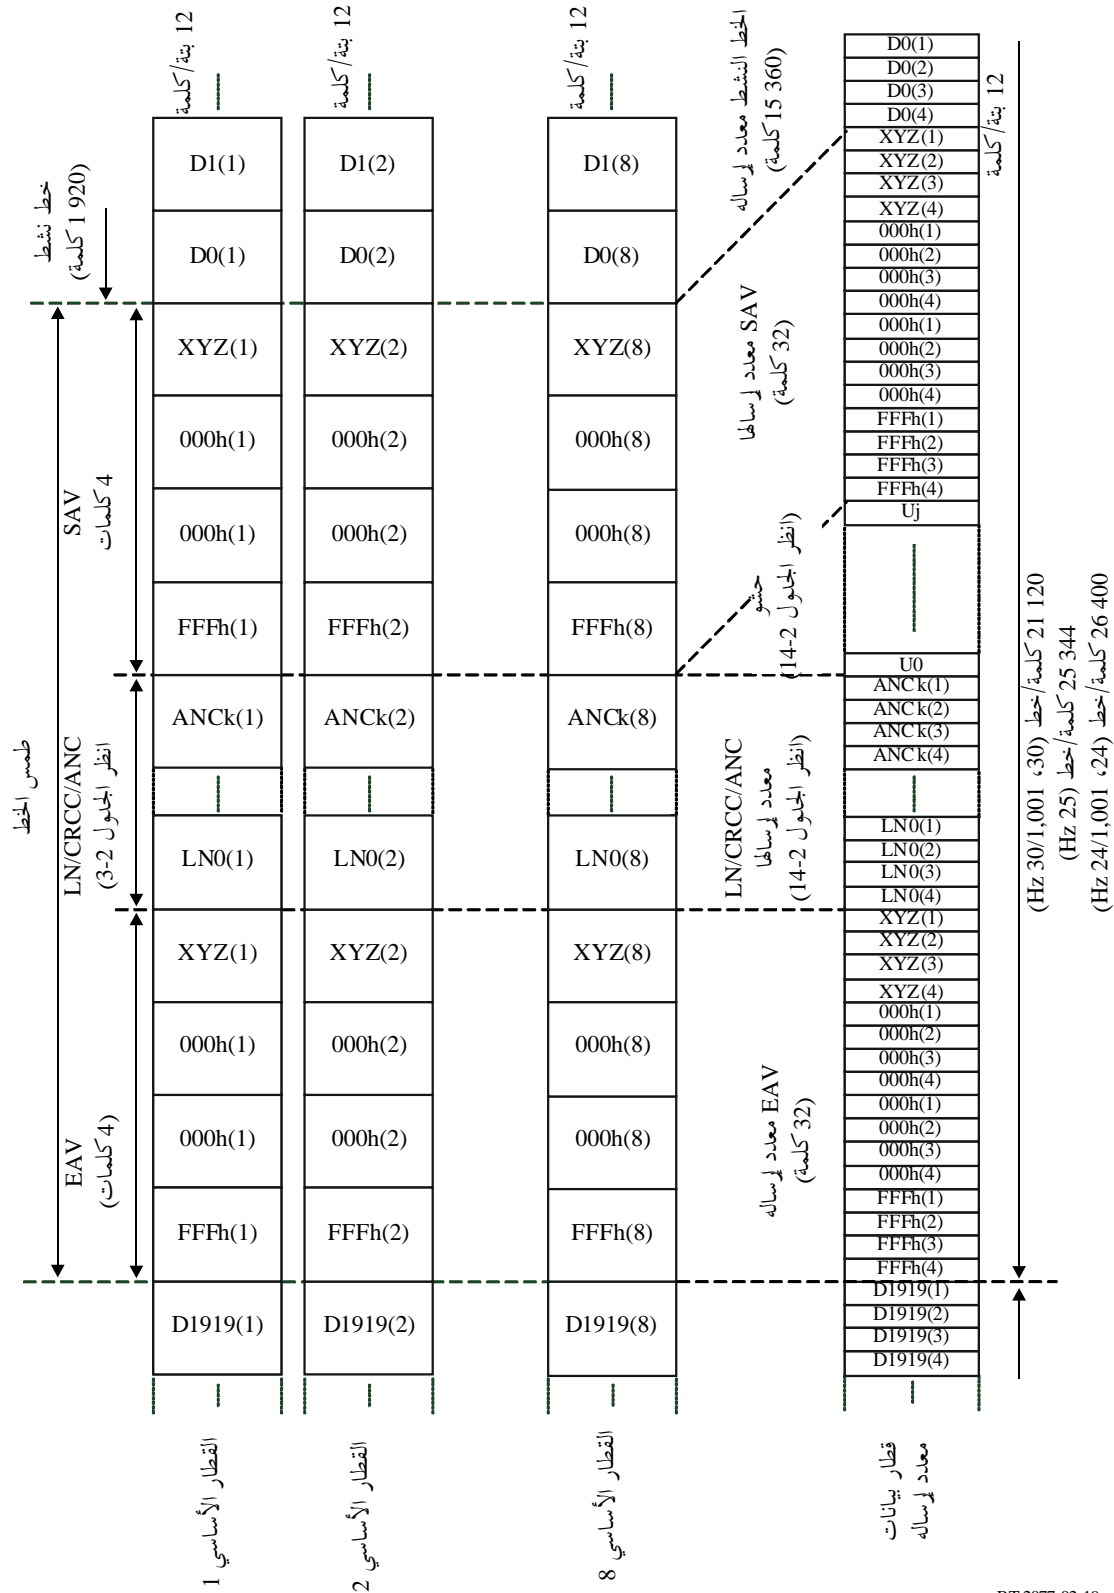 طمس الخط
خط نشط
(1 920 كلمة)
SAV
4 كلمات
LN/CRCC/ANC
(انظر الجدول 2-3)
EAV
(4 كلمات)
القطار الأساسي 1
D1919(1)
FFFh(1)
000h(1)
000h(1)
XYZ(1)
LN0(1)
ANCk(1)
FFFh(1)
000h(1)
000h(1)
XYZ(1)
D0(1)
D1(1)
12 بتة/كلمة
القطار الأساسي 2
D1919(2)
FFFh(2)
000h(2)
000h(2)
XYZ(2)
LN0(2)
ANCk(2)
FFFh(2)
000h(2)
000h(2)
XYZ(2)
D0(2)
D1(2)
12 بتة/كلمة
القطار الأساسي 8
D1919(8)
FFFh(8)
000h(8)
000h(8)
XYZ(8)
LN0(8)
ANCk(8)
FFFh(8)
000h(8)
000h(8)
XYZ(8)
D0(8)
D1(8)
12 بتة/كلمة
الخط النشط معدد إرساله
(15 360 كلمة)
SAV معدد إرسالها
(32 كلمة)
حشو
(انظر الجدول 2-14)
LN/CRCC/ANC
معدد إرسالها
(انظر الجدول 2-14)
EAV معدد إرساله
(32 كلمة)
قطار بيانات
معدد إرساله
D1919(4)
D1919(3)
D1919(2)
D1919(1)
FFFh(4)
FFFh(3)
FFFh(2)
FFFh(1)
000h(4)
000h(3)
000h(2)
000h(1)
000h(4)
000h(3)
000h(2)
000h(1)
XYZ(4)
XYZ(3)
XYZ(2)
XYZ(1)
LN0(4)
LN0(3)
LN0(2)
LN0(1)
ANCk(4)
ANCk(3)
ANCk(2)
ANCk(1)
U0
Uj
FFFh(4)
FFFh(3)
FFFh(2)
FFFh(1)
000h(4)
000h(3)
000h(2)
000h(1)
000h(4)
000h(3)
000h(2)
000h(1)
XYZ(4)
XYZ(3)
XYZ(2)
XYZ(1)
D0(4)
D0(3)
D0(2)
D0(1)
12 بتة/كلمة
21 120 كلمة/خط (30، 30/1,001 Hz)
25 344 كلمة/خط (25 Hz)
26 400 كلمة/خط (24، 24/1,001 Hz)